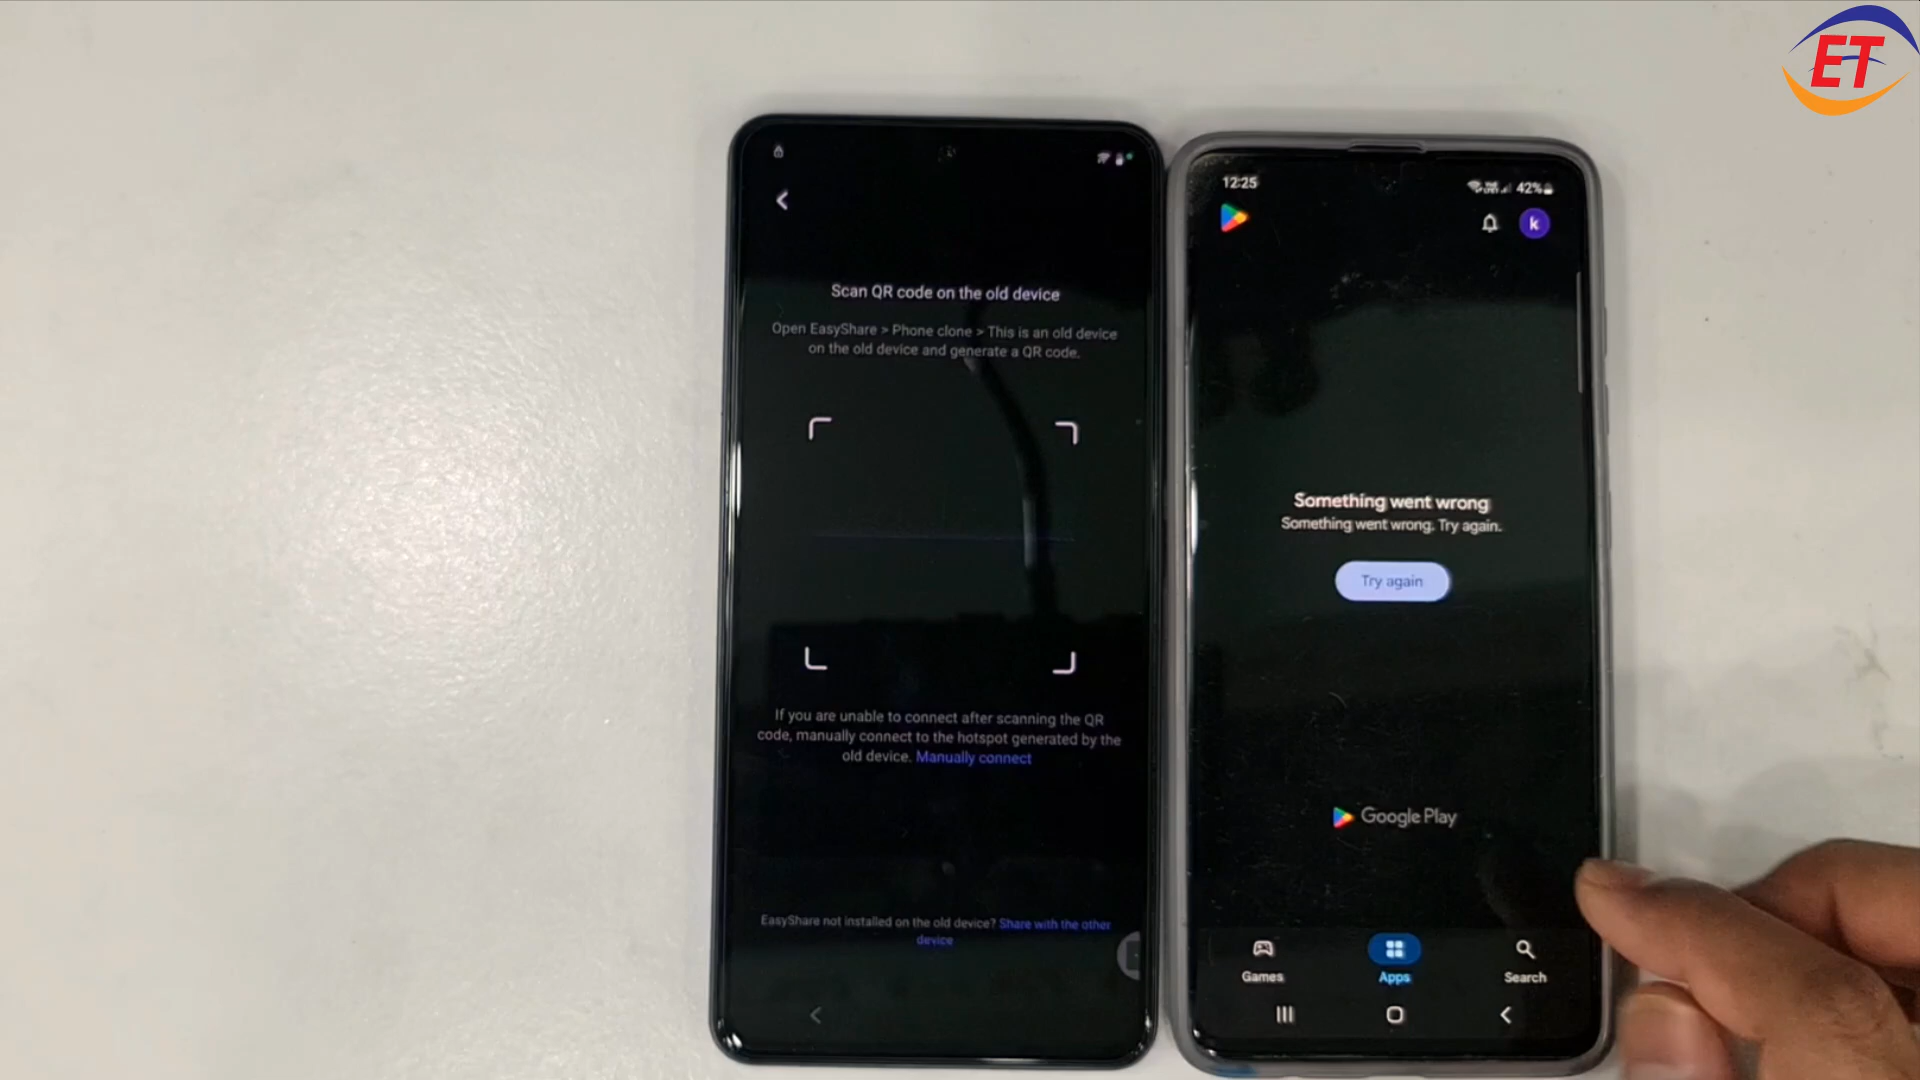 ET
Scan QR code on the old device
Open EasyShare > Phone clone > This is an old device
on the old device and generate a QR code.
If you are unable to connect after scanning the QR
code, manually connect to the hotspot generated by the
old device. Manually connect
EasyShare not installed on the old device? Share with the other
device
12:25
42%
k
Something went wrong
Something went wrong. Try again.
Try again
Google Play
Games
Apps
Search